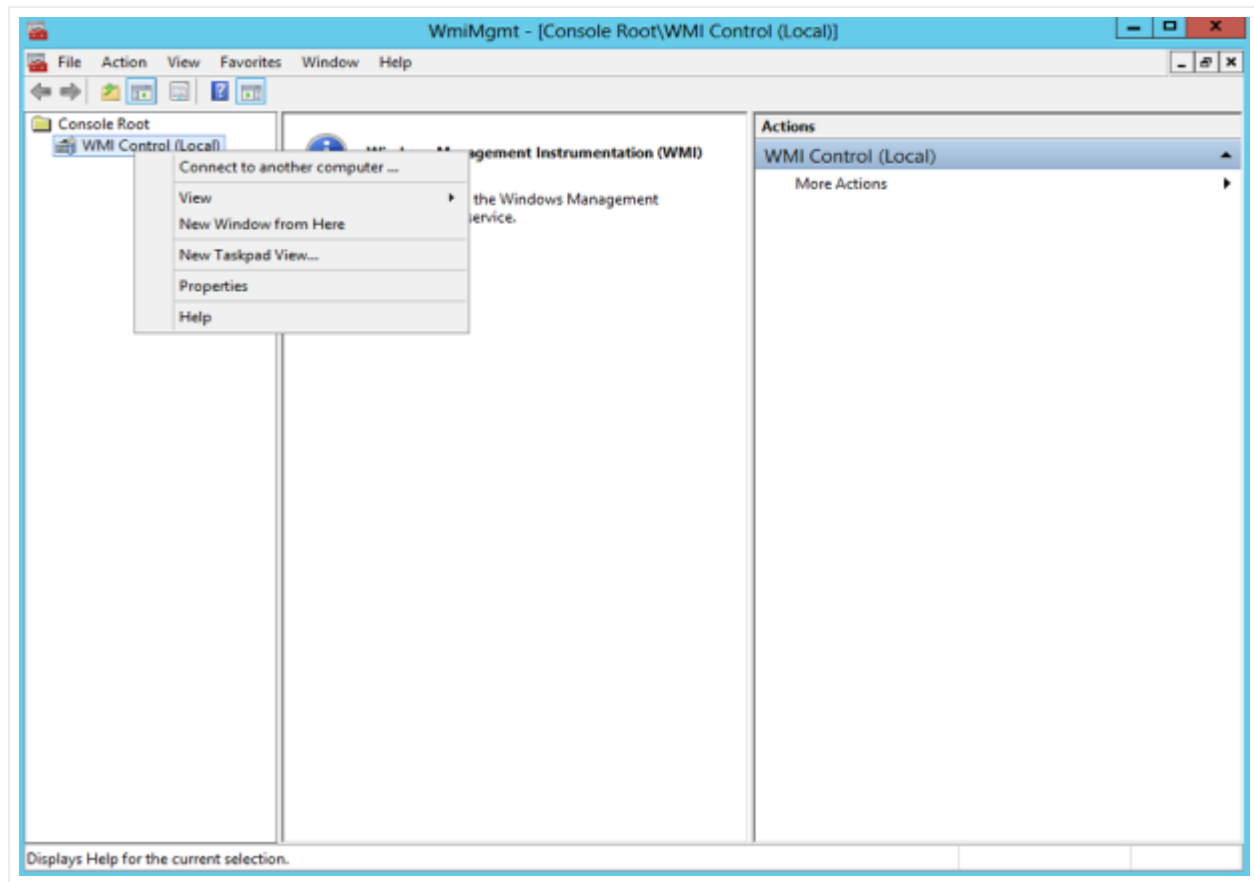 WmiMgmt - [Console Root\WMI Control (Local)]
File Action View Favorites Window Help
Console Root
WMI Control (Local)
Connect to another computer ...
View
New Window from Here
New Taskpad View...
Properties
Help
agement Instrumentation (WMI)
the Windows Management
service.
Actions
WMI Control (Local)
More Actions
Displays Help for the current selection.